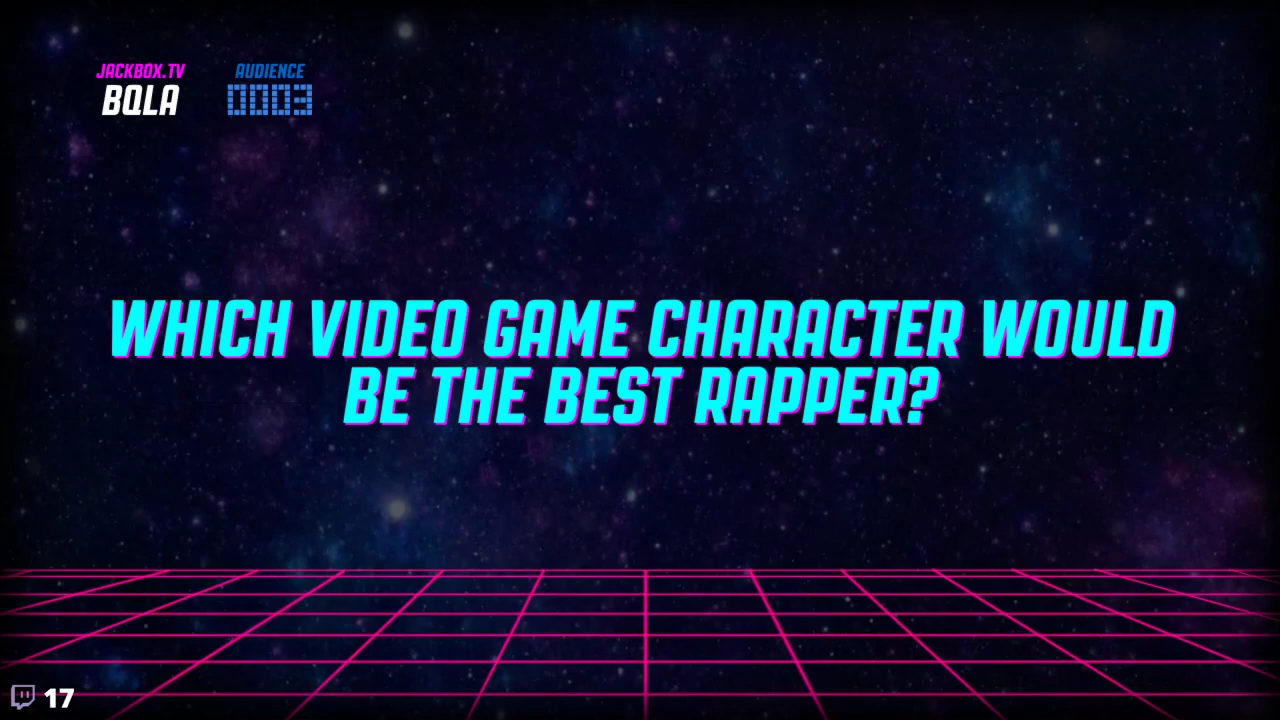 JACKBOX.TV
BQLA
AUDIENCE
0003
WHICH VIDEO GAME CHARACTER WOULD
BE THE BEST RAPPER?
17